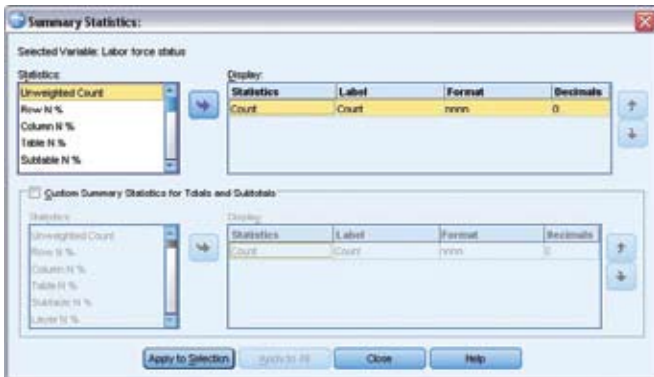 Summary Statistics:
Selected Variable: Labor force status
Statistics:
Unweighted Count
Row N %
Column N %
Table N %
Subtable N %
Display:
Statistics Label Format Decimals
Count Count nnnn 0
Custom Summary Statistics for Totals and Subtotals
Statistics:
Unweighted Count
Row N %
Column N %
Table N %
Subtable N %
Layer N %
Display:
Statistics Label Format Decimals
Count Count nnnn 0
Apply to Selection Apply to All Close Help